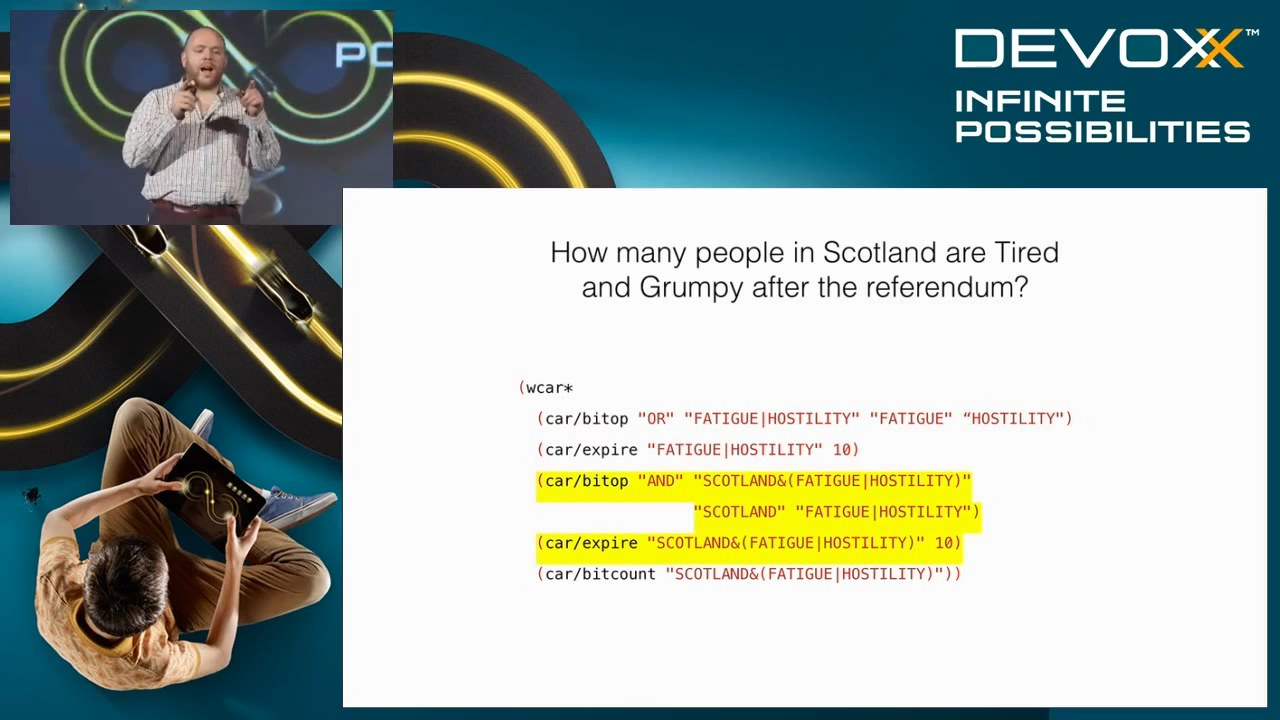 PO
DEVOXX™
INFINITE
POSSIBILITIES
How many people in Scotland are Tired
and Grumpy after the referendum?
(wcar*
(car/bitop "OR" "FATIGUE|HOSTILITY" "FATIGUE" “HOSTILITY")
(car/expire "FATIGUE|HOSTILITY" 10)
(car/bitop "AND" "SCOTLAND&(FATIGUE|HOSTILITY)"
"SCOTLAND" "FATIGUE|HOSTILITY")
(car/expire "SCOTLAND&(FATIGUE|HOSTILITY)" 10)
(car/bitcount "SCOTLAND&(FATIGUE|HOSTILITY)"))